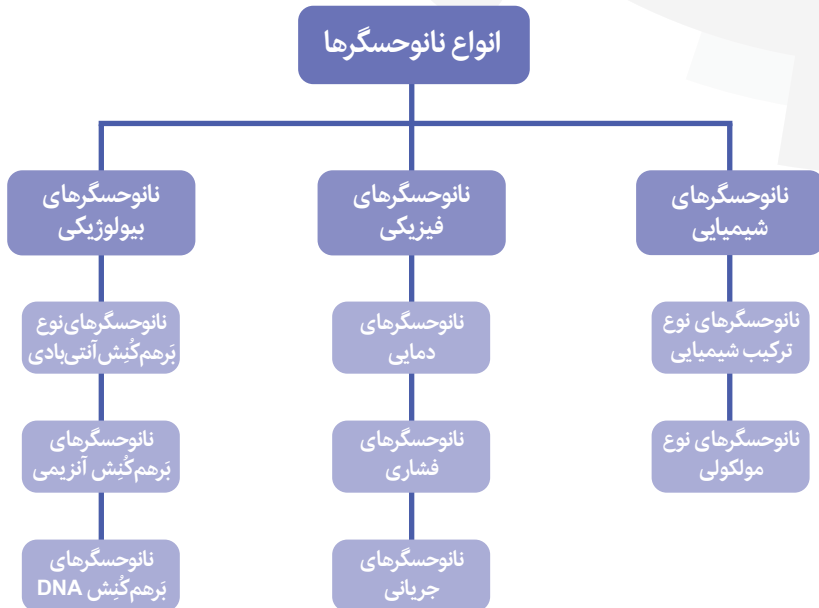 انواع نانوحسگرها
نانوحسگرهای
شیمیایی
نانوحسگرهای نوع
ترکیب شیمیایی
نانوحسگرهای نوع
مولکولی
نانوحسگرهای
فیزیکی
نانوحسگرهای
دمایی
نانوحسگرهای
فشاری
نانوحسگرهای
جریانی
نانوحسگرهای
بیولوژیکی
نانوحسگرهای نوع
بَرهم‌کُنِش آنتی‌بادی
نانوحسگرهای
بَرهم‌کُنِش آنزیمی
نانوحسگرهای
بَرهم‌کُنِش DNA